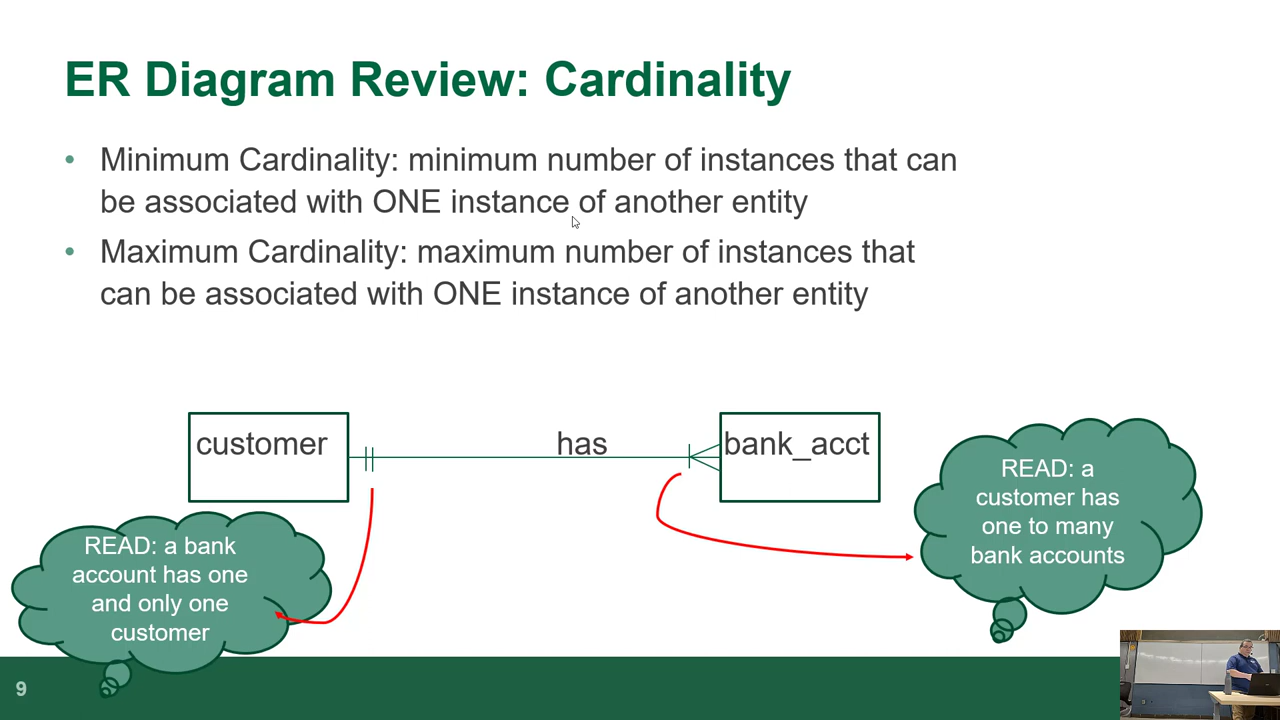 ER Diagram Review: Cardinality
• Minimum Cardinality: minimum number of instances that can
be associated with ONE instance of another entity
• Maximum Cardinality: maximum number of instances that
can be associated with ONE instance of another entity
customer
has
bank_acct
READ: a bank
account has one
and only one
customer
READ: a
customer has
one to many
bank accounts
9